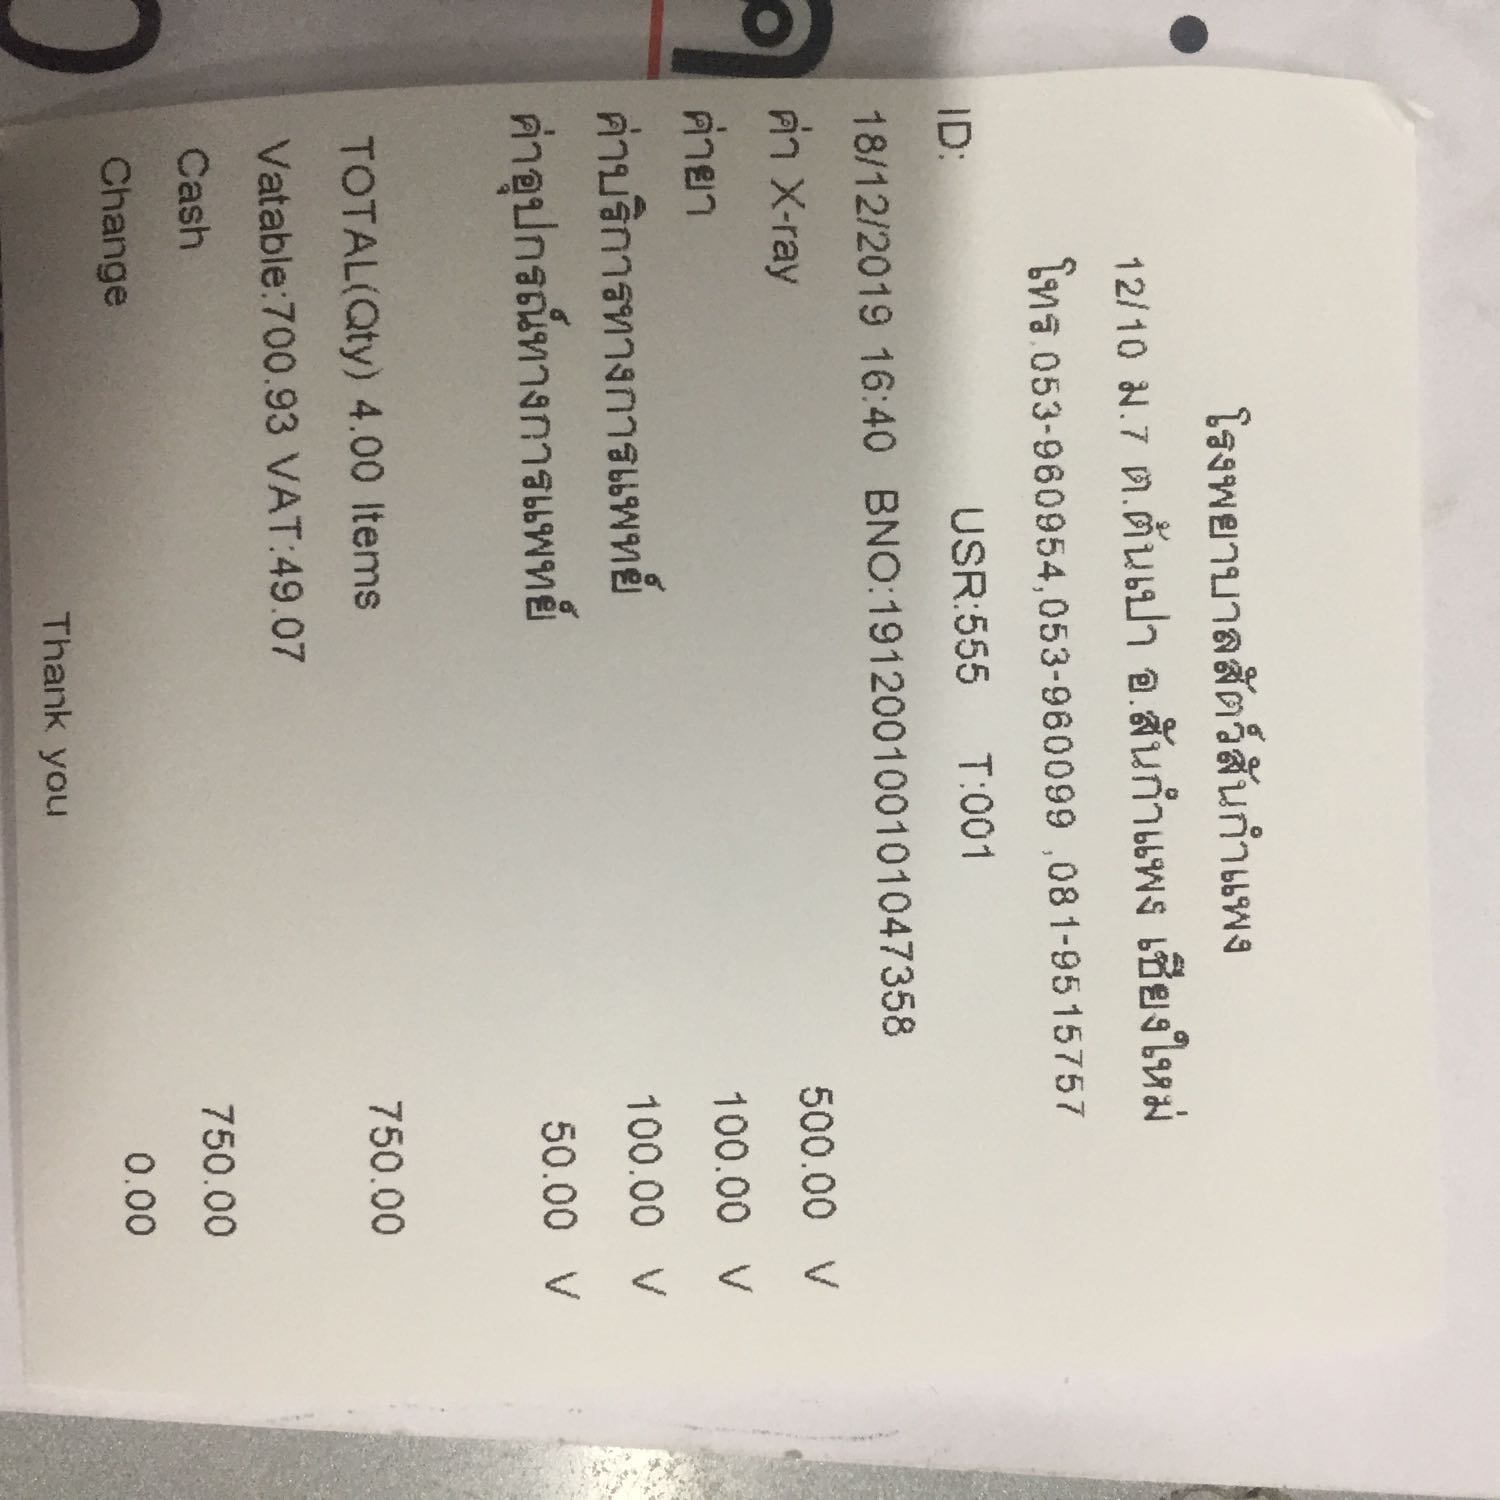 โรงพยาบาลสัตว์สันกำแพง
12/10 ม.7 ต.ต้นเปา อ.สันกำแพง เชียงใหม่
โทร.053-960954,053-960099 ,081-9515757
ID: USR:555 T:001
18/12/2019 16:40 BNO:191200100101047358
ค่า X-ray 500.00 V
ค่ายา 100.00 V
ค่าบริการทางการแพทย์ 100.00 V
ค่าอุปกรณ์ทางการแพทย์ 50.00 V
TOTAL(Qty) 4.00 Items 750.00
Vatable:700.93 VAT:49.07
Cash 750.00
Change 0.00
Thank you